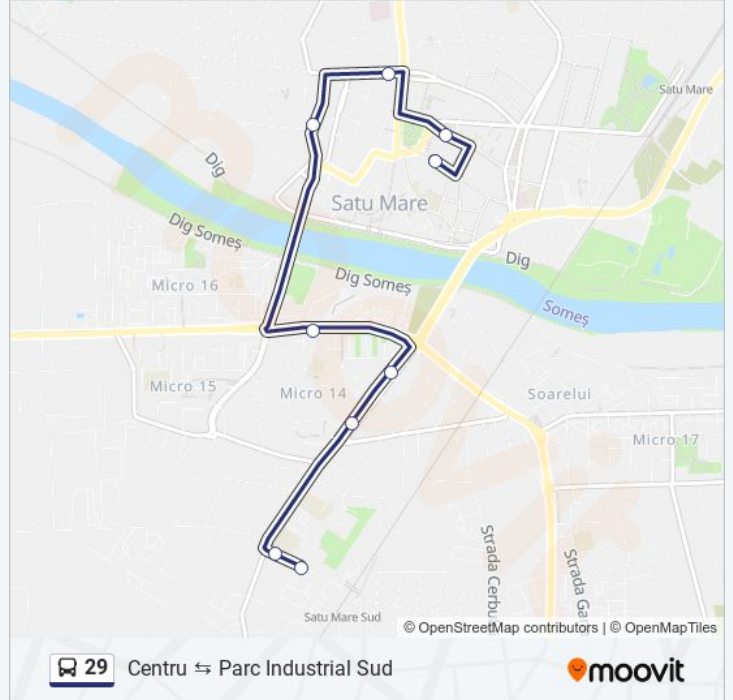 Satu Mare
Dig
Satu Mare
Dig Someș
Dig
Dig Someș
Micro 16
Someș
Micro 15
Micro 14
Soarelui
Micro 17
Strada Cerbu
Strada Ga
Satu Mare Sud
© OpenStreetMap contributors | © OpenMapTiles
29 Centru ⇆ Parc Industrial Sud
moovit